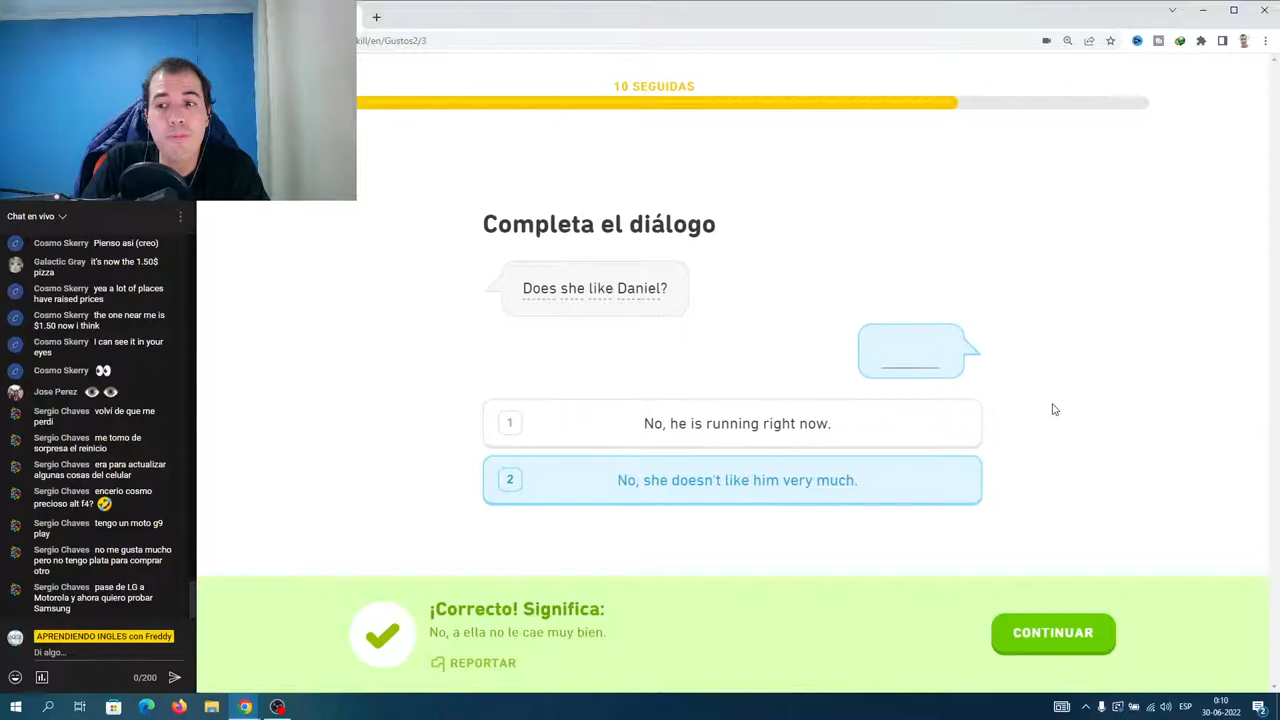 kill/en/Gustos2/3
10 SEGUIDAS
Completa el diálogo
Does she like Daniel?
1
No, he is running right now.
2
No, she doesn't like him very much.
¡Correcto! Significa:
No, a ella no le cae muy bien.
REPORTAR
CONTINUAR
Chat en vivo
Cosmo Skerry Pienso asi (creo)
Galactic Gray it's now the 1.50$
pizza
Cosmo Skerry yea a lot of places
have raised prices
Cosmo Skerry the one near me is
$1.50 now i think
Cosmo Skerry I can see it in your
eyes
Cosmo Skerry 👀
Jose Perez 👁️ 👁️
Sergio Chaves volví de que me
perdi
Sergio Chaves me tomo de
sorpresa el reinicio
Sergio Chaves era para actualizar
algunas cosas del celular
Sergio Chaves encerio cosmo
precioso alt f4? 🤣
Sergio Chaves tengo un moto g9
play
Sergio Chaves no me gusta mucho
pero no tengo plata para comprar
otro
Sergio Chaves pase de LG a
Motorola y ahora quiero probar
Samsung
APRENDIENDO INGLES con Freddy
Di algo...
0/200
ESP
0:10
30-06-2022
2